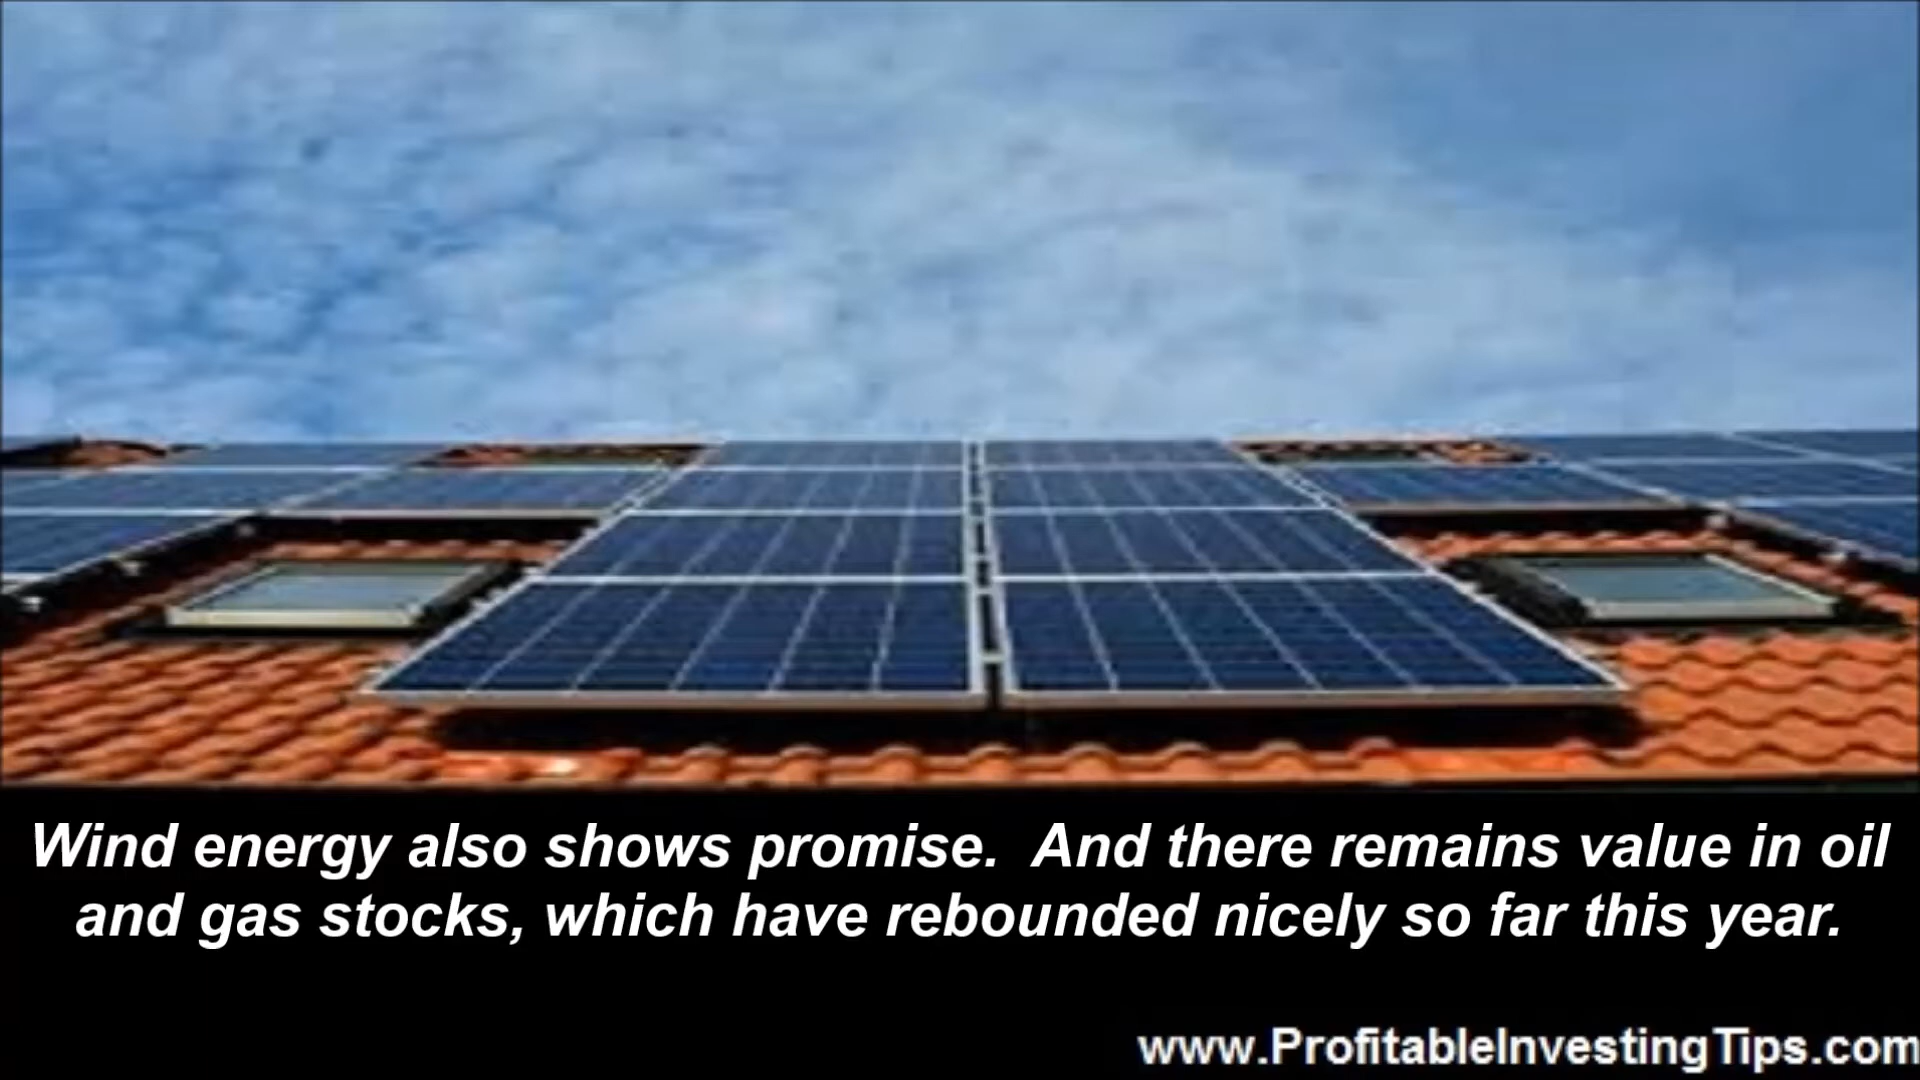 Wind energy also shows promise.  And there remains value in oil
and gas stocks, which have rebounded nicely so far this year.
www.ProfitableInvestingTips.com